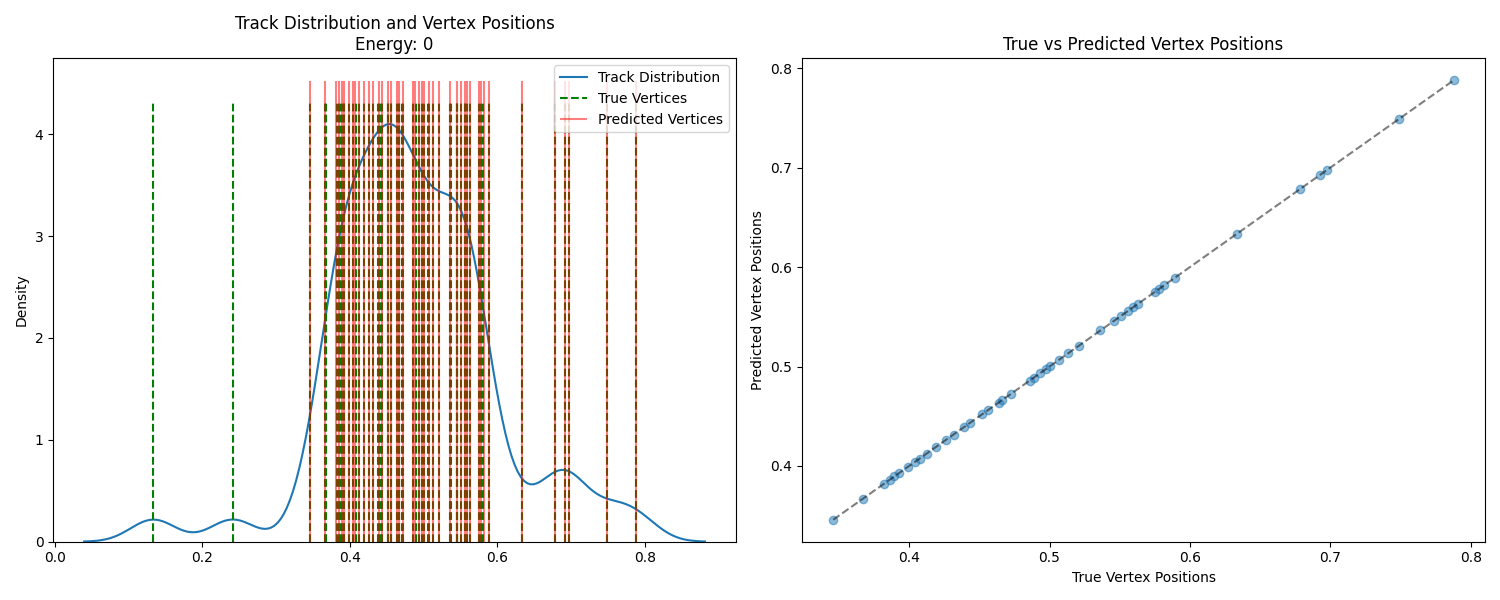 Track Distribution and Vertex Positions
Energy: 0
Density
4
3
2
1
0
0.0
0.2
0.4
0.6
0.8
Track Distribution
True Vertices
Predicted Vertices
True vs Predicted Vertex Positions
Predicted Vertex Positions
0.8
0.7
0.6
0.5
0.4
0.4
0.5
0.6
0.7
0.8
True Vertex Positions